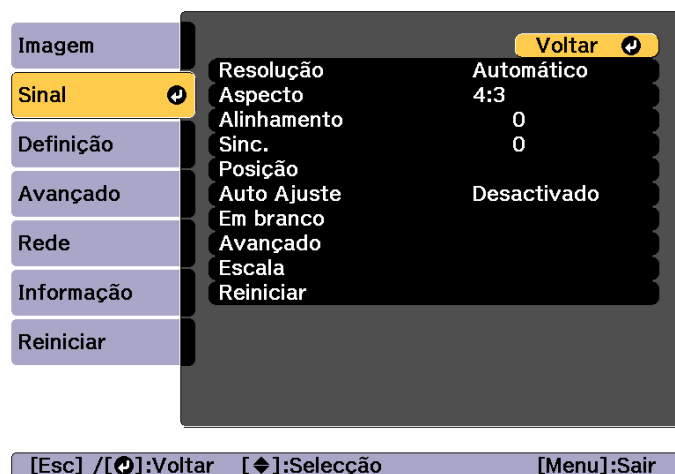 Imagem
Sinal
Definição
Avançado
Rede
Informação
Reiniciar
Voltar
Resolução Automático
Aspecto 4:3
Alinhamento 0
Sinc. 0
Posição
Auto Ajuste Desactivado
Em branco
Avançado
Escala
Reiniciar
[Esc] /[ ]:Voltar [ ]:Selecção [Menu]:Sair